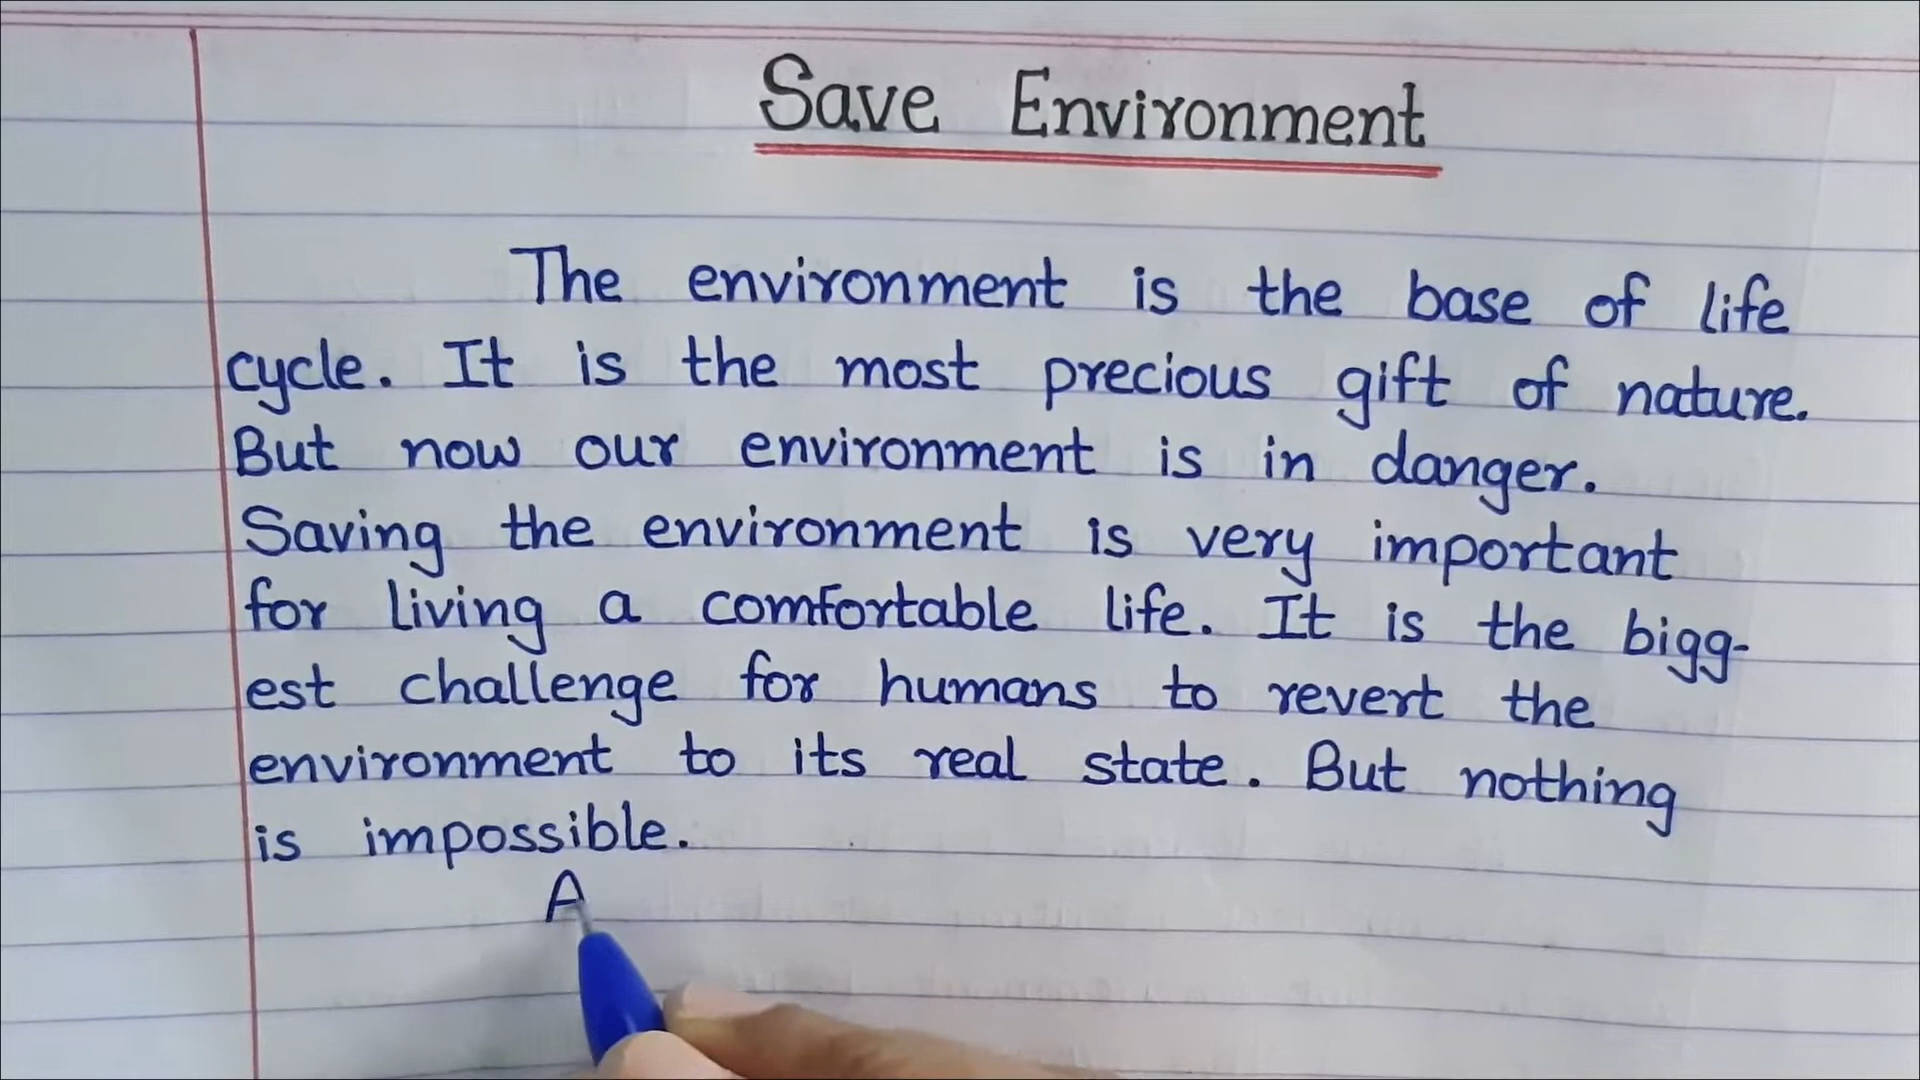 Save Environment
The environment is the base of life
cycle. It is the most precious gift of nature.
But now our environment is in danger.
Saving the environment is very important
for living a comfortable life. It is the bigg-
est challenge for humans to revert the
environment to its real state. But nothing
is impossible.
A